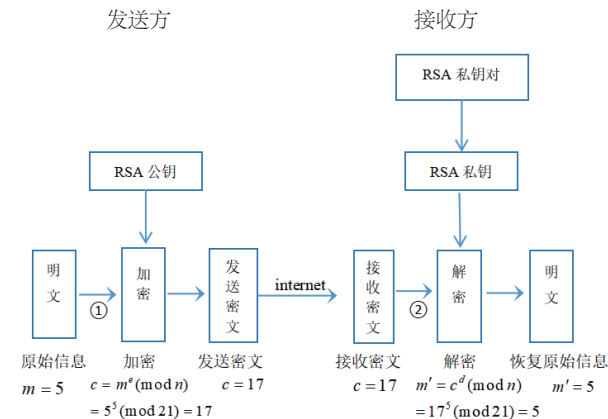 发送方
接收方
RSA 私钥对
RSA 公钥
RSA 私钥
明文
①
加密
发送密文
internet
接收密文
②
解密
明文
原始信息
m = 5
加密
c = m^e (mod n)
= 5^5 (mod 21) = 17
发送密文
c = 17
接收密文
c = 17
解密
m′ = c^d (mod n)
= 17^5 (mod 21) = 5
恢复原始信息
m′ = 5